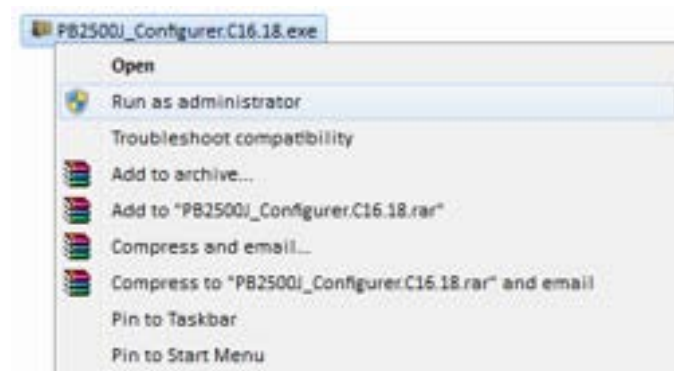 PB2500J_Configurer.C16.18.exe
Open
Run as administrator
Troubleshoot compatibility
Add to archive...
Add to "PB2500J_Configurer.C16.18.rar"
Compress and email...
Compress to "PB2500J_Configurer.C16.18.rar" and email
Pin to Taskbar
Pin to Start Menu